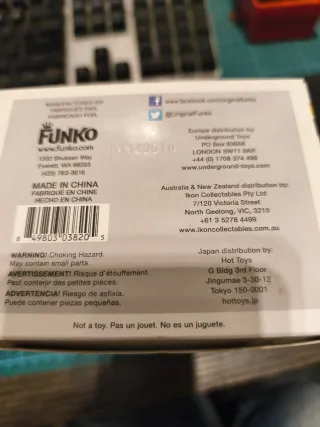 MANUFACTURED BY/
FABRIQUÉE PAR/
FABRICADO POR:
FUNKO
www.Funko.com
1202 Shuksan Way
Everett, WA 98203
(425) 783-3616
MADE IN CHINA
FABRIQUÉ EN CHINE
HECHO EN CHINA
8 49803 03820 5
WARNING! Choking Hazard.
May contain small parts.
AVERTISSEMENT! Risque d'étouffement.
Peut contenir des petites pièces.
ADVERTENCIA! Riesgo de asfixia.
Puede contener piezas pequeñas.
www.facebook.com/originalfunko
@OriginalFunko
Europe distribution by:
Underground Toys
PO Box 63668
LONDON SW11 9AR
+44 (0) 1708 374 498
www.underground-toys.com
Australia & New Zealand distribution by:
Ikon Collectables Pty Ltd
7/120 Victoria Street
North Geelong, VIC, 3215
+61 3 5278 4499
www.ikoncollectables.com
Japan distribution by:
Hot Toys
G Bldg 3rd Floor
Jingumae 3-30-12
Tokyo 150-0001
hottoys.jp
Not a toy. Pas un jouet. No es un juguete.